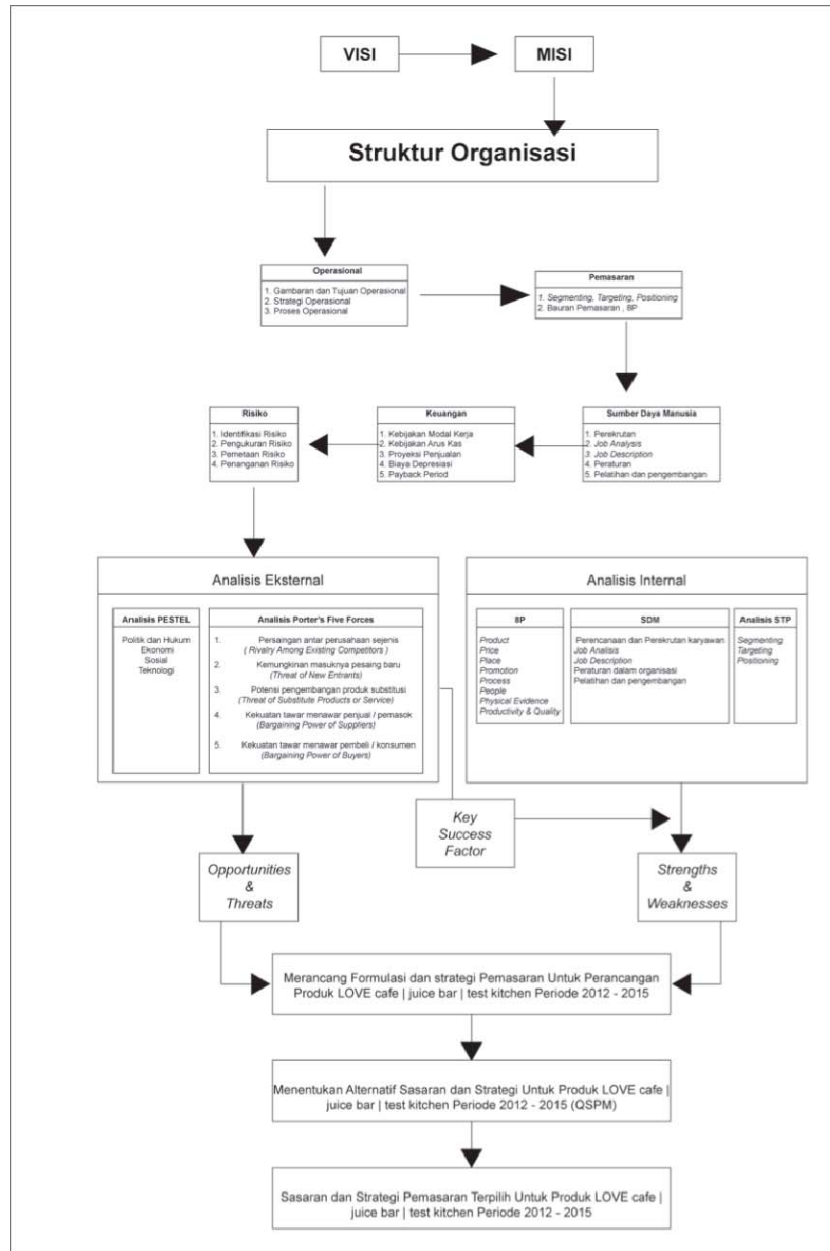 VISI
MISI
Struktur Organisasi
Operasional
1. Gambaran dan Tujuan Operasional
2. Strategi Operasional
3. Proses Operasional
Pemasaran
1. Segmenting, Targeting, Positioning
2. Bauran Pemasaran , 8P
Risiko
1. Identifikasi Risiko
2. Pengukuran Risiko
3. Pemetaan Risiko
4. Penanganan Risiko
Keuangan
1. Kebijakan Modal Kerja
2. Kebijakan Arus Kas
3. Proyeksi Penjualan
4. Biaya Depresiasi
5. Payback Period
Sumber Daya Manusia
1. Perekrutan
2. Job Analysis
3. Job Description
4. Peraturan
5. Pelatihan dan pengembangan
Analisis Eksternal
Analisis PESTEL
Politik dan Hukum
Ekonomi
Sosial
Teknologi
Analisis Porter's Five Forces
1. Persaingan antar perusahaan sejenis
( Rivalry Among Existing Competitors )
2. Kemungkinan masuknya pesaing baru
(Threat of New Entrants)
3. Potensi pengembangan produk substitusi
(Threat of Substitute Products or Service)
4. Kekuatan tawar menawar penjual / pemasok
(Bargaining Power of Suppliers)
5. Kekuatan tawar menawar pembeli / konsumen
(Bargaining Power of Buyers)
Analisis Internal
8P
Product
Price
Place
Promotion
Process
People
Physical Evidence
Productivity & Quality
SDM
Perencanaan dan Perekrutan karyawan
Job Analisis
Job Description
Peraturan dalam organisasi
Pelatihan dan pengembangan
Analisis STP
Segmenting
Targeting
Positioning
Key
Success
Factor
Opportunities
&
Threats
Strengths
&
Weaknesses
Merancang Formulasi dan strategi Pemasaran Untuk Perancangan
Produk LOVE cafe | juice bar | test kitchen Periode 2012 - 2015
Menentukan Alternatif Sasaran dan Strategi Untuk Produk LOVE cafe |
juice bar | test kitchen Periode 2012 - 2015 (QSPM)
Sasaran dan Strategi Pemasaran Terpilih Untuk Produk LOVE cafe |
juice bar | test kitchen Periode 2012 - 2015